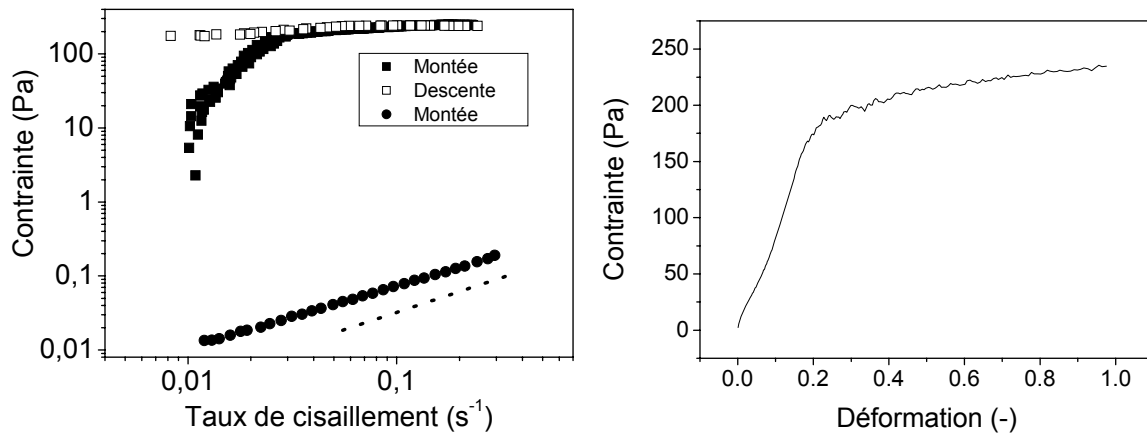 100
10
1
0,1
0,01
Contrainte (Pa)
Montée
Descente
Montée
0,01
0,1
Taux de cisaillement (s⁻¹)
250
200
150
100
50
0
Contrainte (Pa)
0.0
0.2
0.4
0.6
0.8
1.0
Déformation (-)